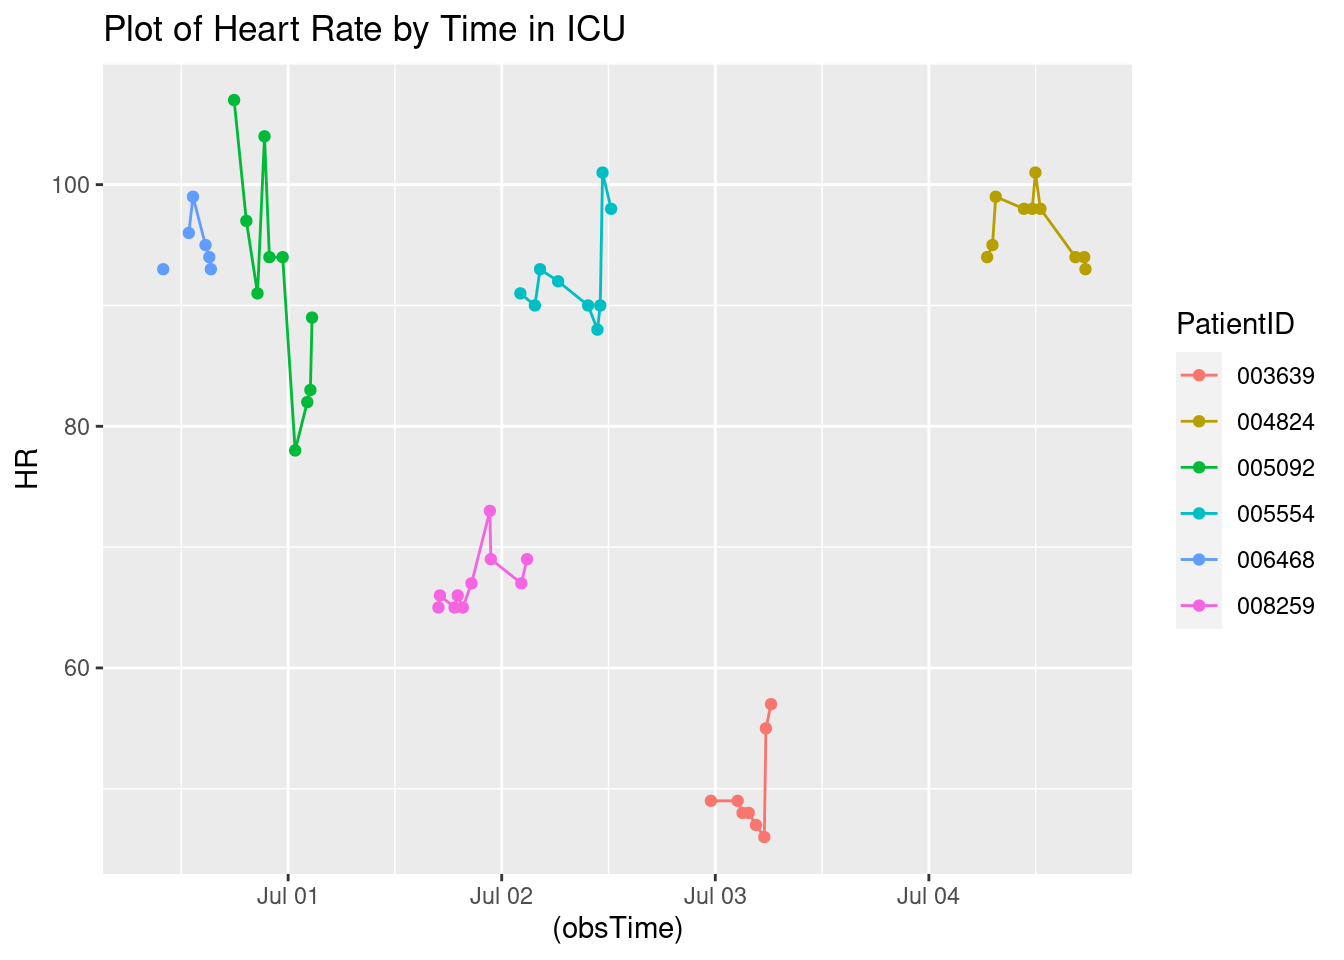 Plot of Heart Rate by Time in ICU
100
80
60
HR
Jul 01
Jul 02
Jul 03
Jul 04
(obsTime)
PatientID
003639
004824
005092
005554
006468
008259